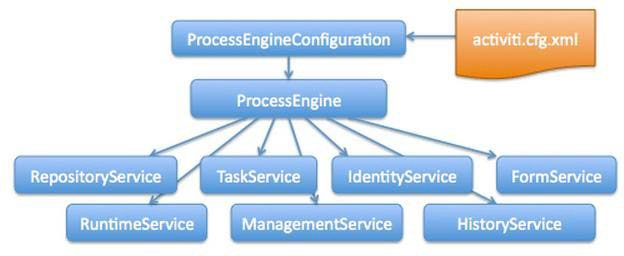 ProcessEngineConfiguration
activiti.cfg.xml
ProcessEngine
RepositoryService
TaskService
IdentityService
FormService
RuntimeService
ManagementService
HistoryService